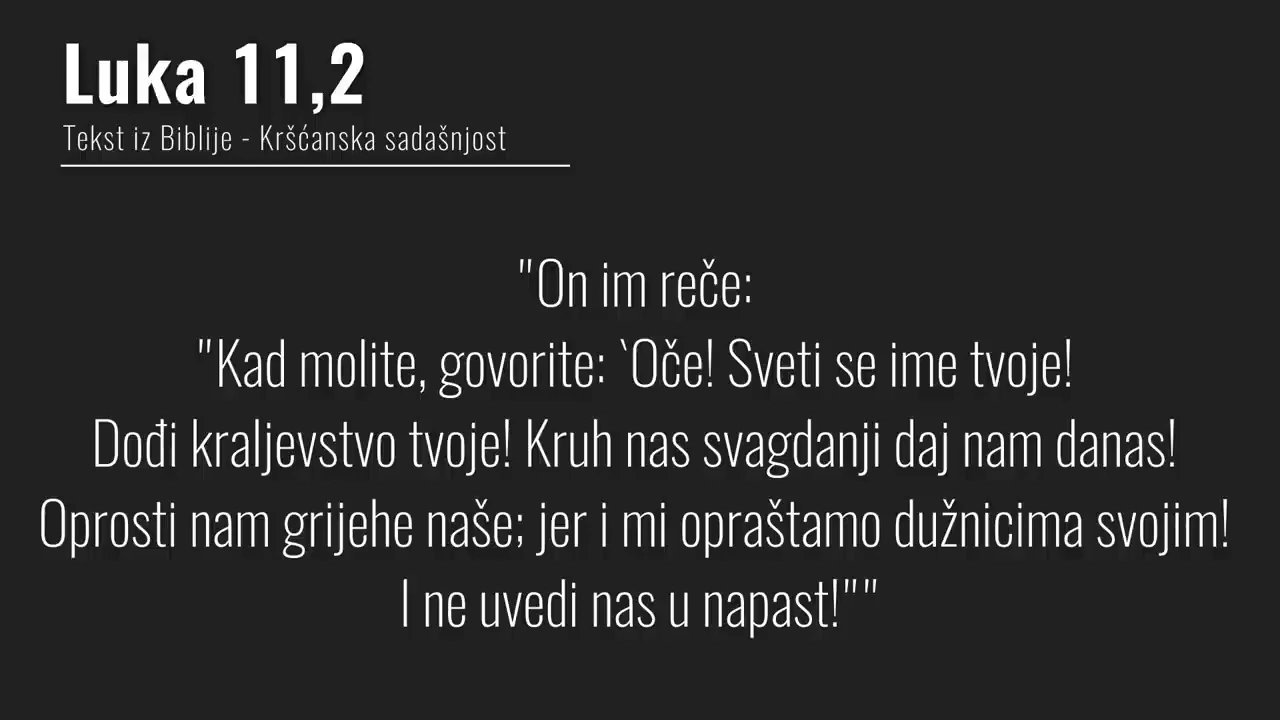 Luka 11,2
Tekst iz Biblije - Kršćanska sadašnjost
"On im reče:
"Kad molite, govorite: `Oče! Sveti se ime tvoje!
Dođi kraljevstvo tvoje! Kruh nas svagdanji daj nam danas!
Oprosti nam grijehe naše; jer i mi opraštamo dužnicima svojim!
I ne uvedi nas u napast!""